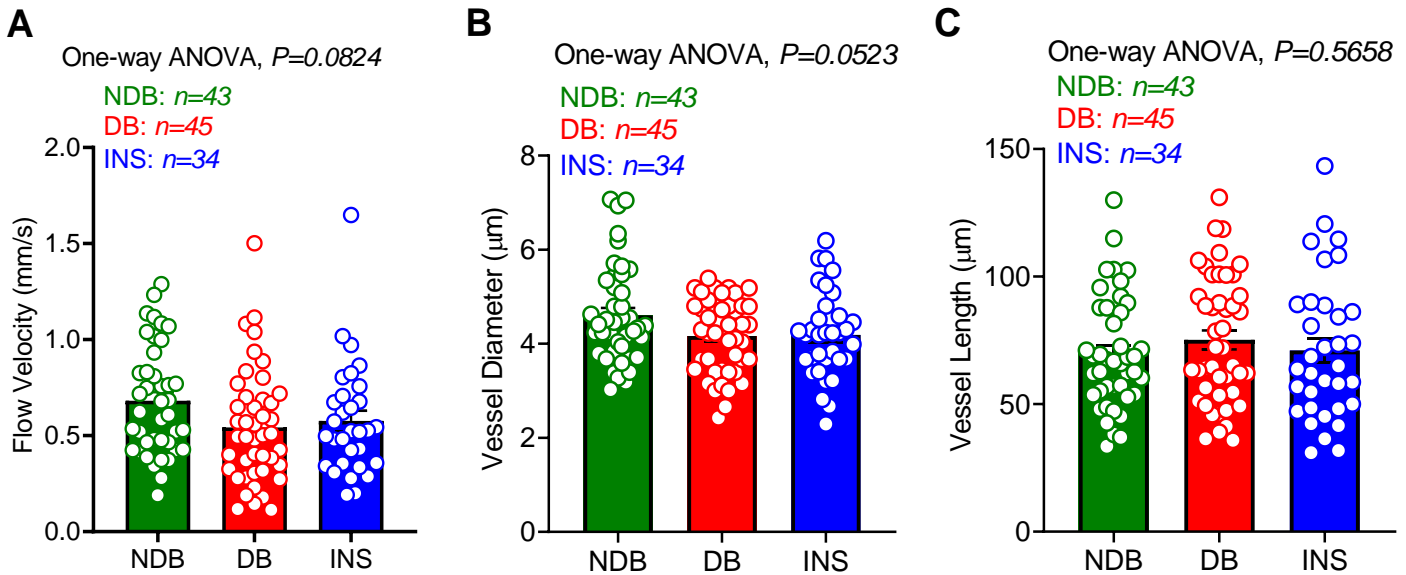 A
One-way ANOVA, P=0.0824
NDB: n=43
DB: n=45
INS: n=34
Flow Velocity (mm/s)
2.0
1.5
1.0
0.5
0.0
NDB DB INS
B
One-way ANOVA, P=0.0523
NDB: n=43
DB: n=45
INS: n=34
Vessel Diameter (μm)
8
6
4
2
0
NDB DB INS
C
One-way ANOVA, P=0.5658
NDB: n=43
DB: n=45
INS: n=34
Vessel Length (μm)
150
100
50
0
NDB DB INS